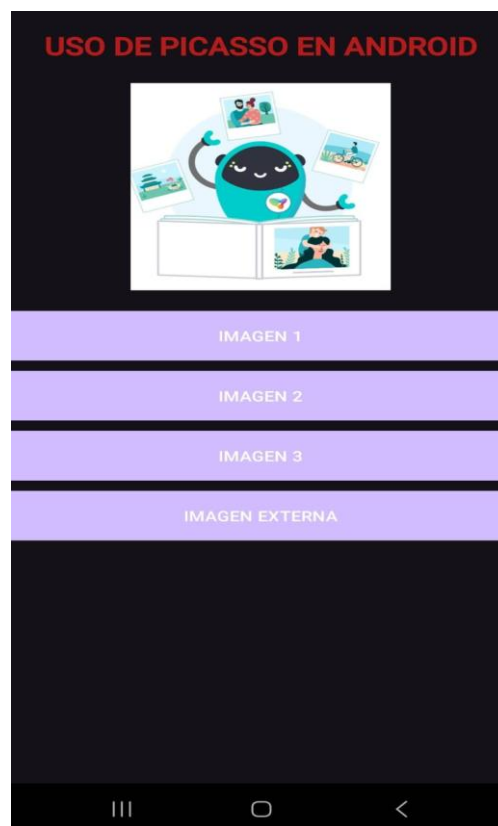 USO DE PICASSO EN ANDROID
IMAGEN 1
IMAGEN 2
IMAGEN 3
IMAGEN EXTERNA